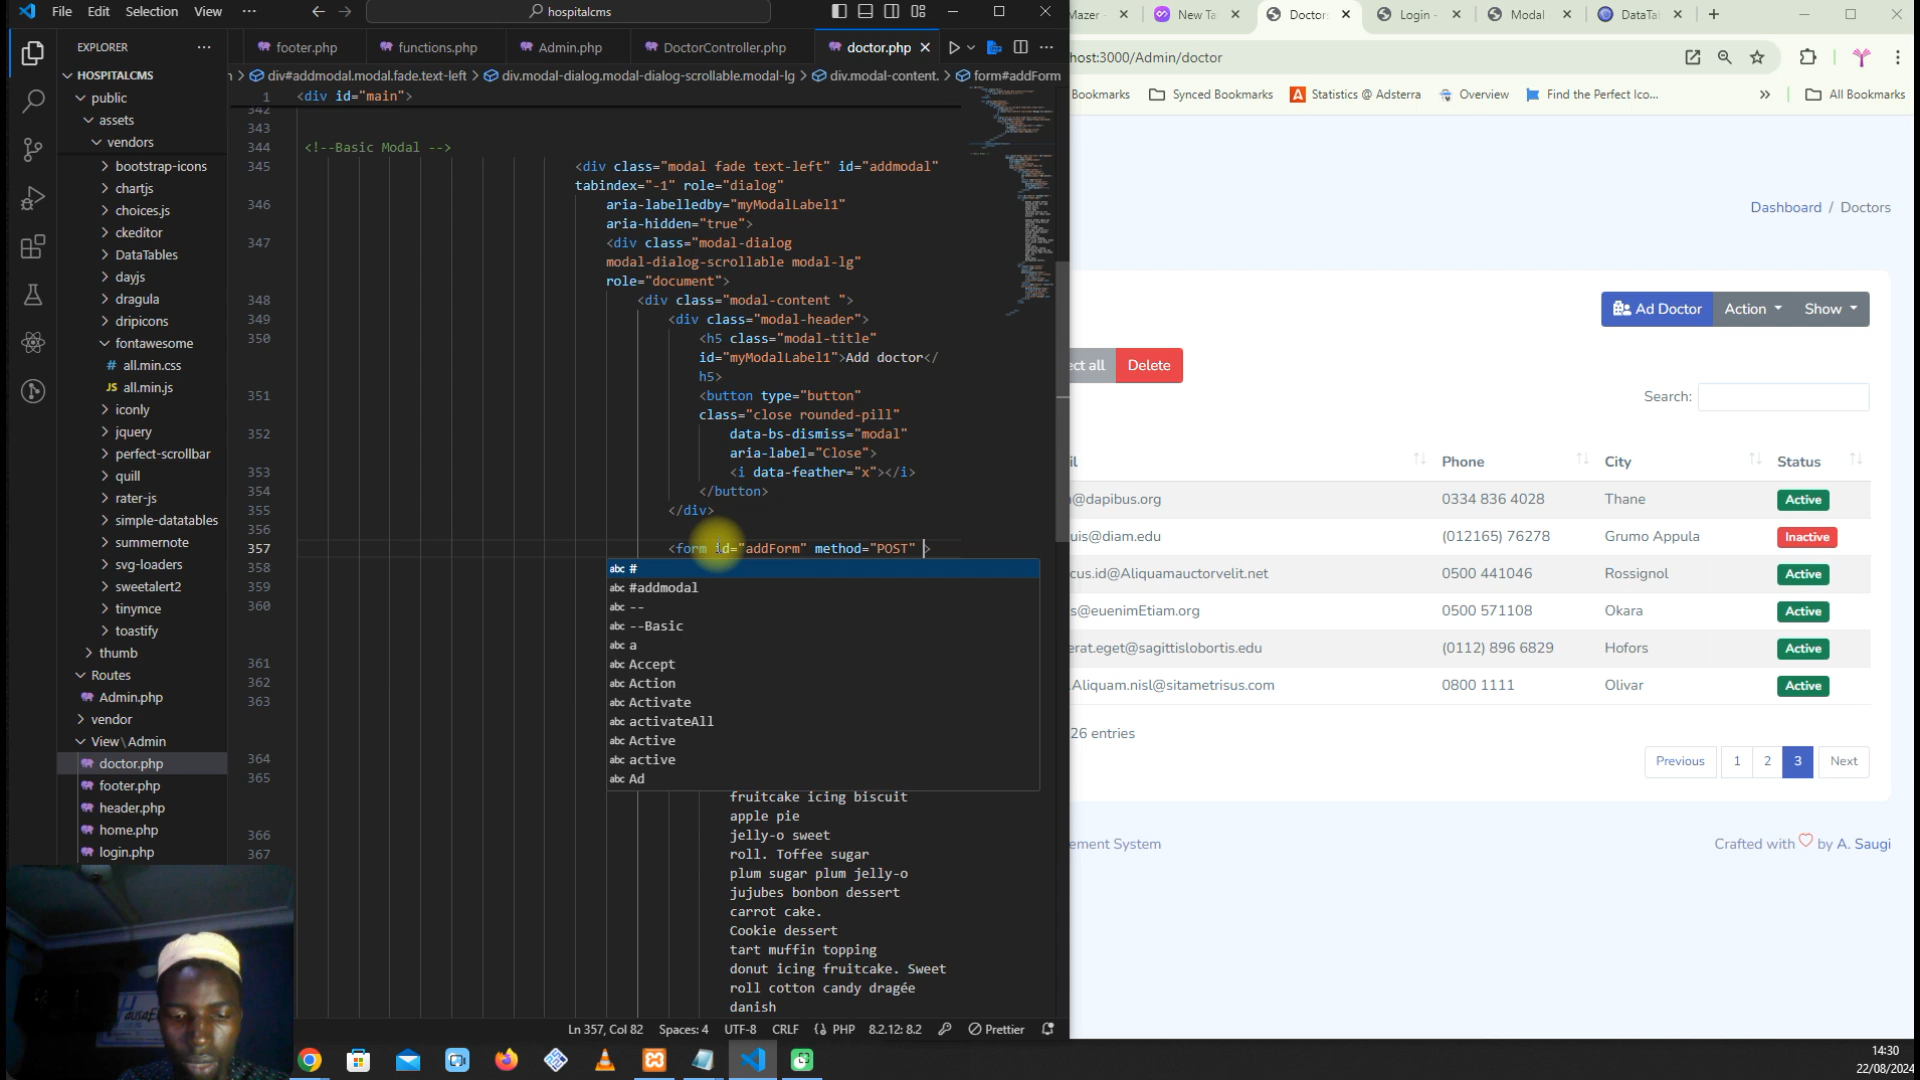 File Edit Selection View ··· hospitalcms
EXPLORER
HOSPITALCMS
public
assets
vendors
bootstrap-icons
chartjs
choices.js
ckeditor
DataTables
dayjs
dragula
dripicons
fontawesome
# all.min.css
JS all.min.js
iconly
jquery
perfect-scrollbar
quill
rater-js
simple-datatables
summernote
svg-loaders
sweetalert2
tinymce
toastify
thumb
Routes
Admin.php
vendor
View\Admin
doctor.php
footer.php
header.php
home.php
login.php
footer.php functions.php Admin.php DoctorController.php doctor.php
div#addmodal.modal.fade.text-left > div.modal-dialog.modal-dialog-scrollable.modal-lg > div.modal-content. > form#addForm
1 <div id="main">
342
343
344 <!--Basic Modal -->
345 <div class="modal fade text-left" id="addmodal"
tabindex="-1" role="dialog"
346 aria-labelledby="myModalLabel1"
aria-hidden="true">
347 <div class="modal-dialog
modal-dialog-scrollable modal-lg"
role="document">
348 <div class="modal-content ">
349 <div class="modal-header">
350 <h5 class="modal-title"
id="myModalLabel1">Add doctor</
h5>
351 <button type="button"
class="close rounded-pill"
352 data-bs-dismiss="modal"
aria-label="Close">
353 <i data-feather="x"></i>
354 </button>
355 </div>
356
357 <form id="addForm" method="POST" >
358
359
360
361
362
363
364
365
366
367
abc #
abc #addmodal
abc --
abc --Basic
abc a
abc Accept
abc Action
abc Activate
abc activateAll
abc Active
abc active
abc Ad
fruitcake icing biscuit
apple pie
jelly-o sweet
roll. Toffee sugar
plum sugar plum jelly-o
jujubes bonbon dessert
carrot cake.
Cookie dessert
tart muffin topping
donut icing fruitcake. Sweet
roll cotton candy dragée
danish
Ln 357, Col 82 Spaces: 4 UTF-8 CRLF PHP 8.2.12: 8.2 Prettier
Mazer - New Ta Doctor Login - Modal DataTa
host:3000/Admin/doctor
Bookmarks Synced Bookmarks Statistics @ Adsterra Overview Find the Perfect Ico... » All Bookmarks
Dashboard / Doctors
Ad Doctor Action Show
ect all Delete
Search:
il Phone City Status
@dapibus.org 0334 836 4028 Thane Active
uis@diam.edu (012165) 76278 Grumo Appula Inactive
cus.id@Aliquamauctorvelit.net 0500 441046 Rossignol Active
s@euenimEtiam.org 0500 571108 Okara Active
erat.eget@sagittislobortis.edu (0112) 896 6829 Hofors Active
.Aliquam.nisl@sitametrisus.com 0800 1111 Olivar Active
26 entries
Previous 1 2 3 Next
ement System Crafted with by A. Saugi
14:30
22/08/2024